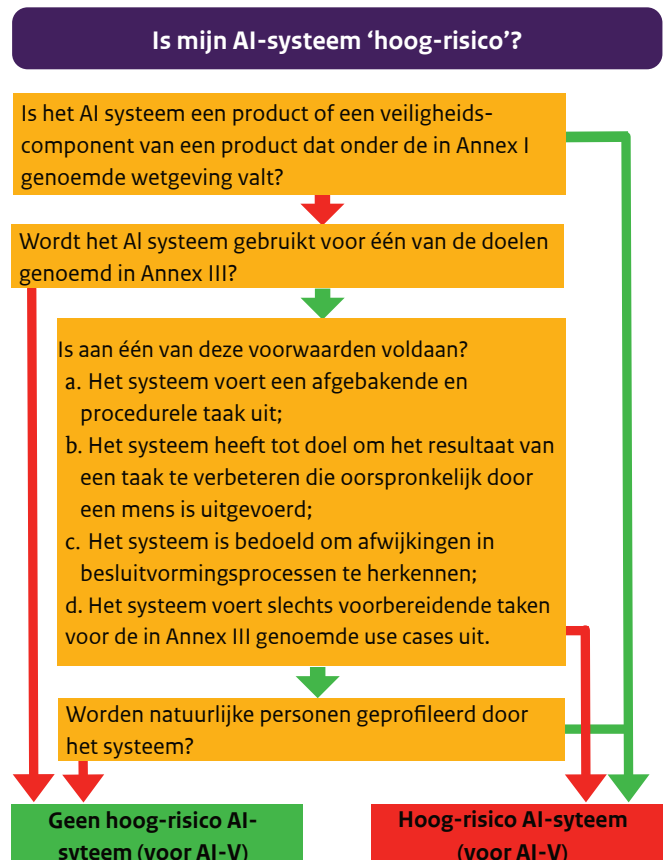 Is mijn AI-systeem ‘hoog-risico’?
Is het AI systeem een product of een veiligheids-
component van een product dat onder de in Annex I
genoemde wetgeving valt?
Wordt het AI systeem gebruikt voor één van de doelen
genoemd in Annex III?
Is aan één van deze voorwaarden voldaan?
a. Het systeem voert een afgebakende en
procedurele taak uit;
b. Het systeem heeft tot doel om het resultaat van
een taak te verbeteren die oorspronkelijk door
een mens is uitgevoerd;
c. Het systeem is bedoeld om afwijkingen in
besluitvormingsprocessen te herkennen;
d. Het systeem voert slechts voorbereidende taken
voor de in Annex III genoemde use cases uit.
Worden natuurlijke personen geprofileerd door
het systeem?
Geen hoog-risico AI-
syteem (voor AI-V)
Hoog-risico AI-syteem
(voor AI-V)